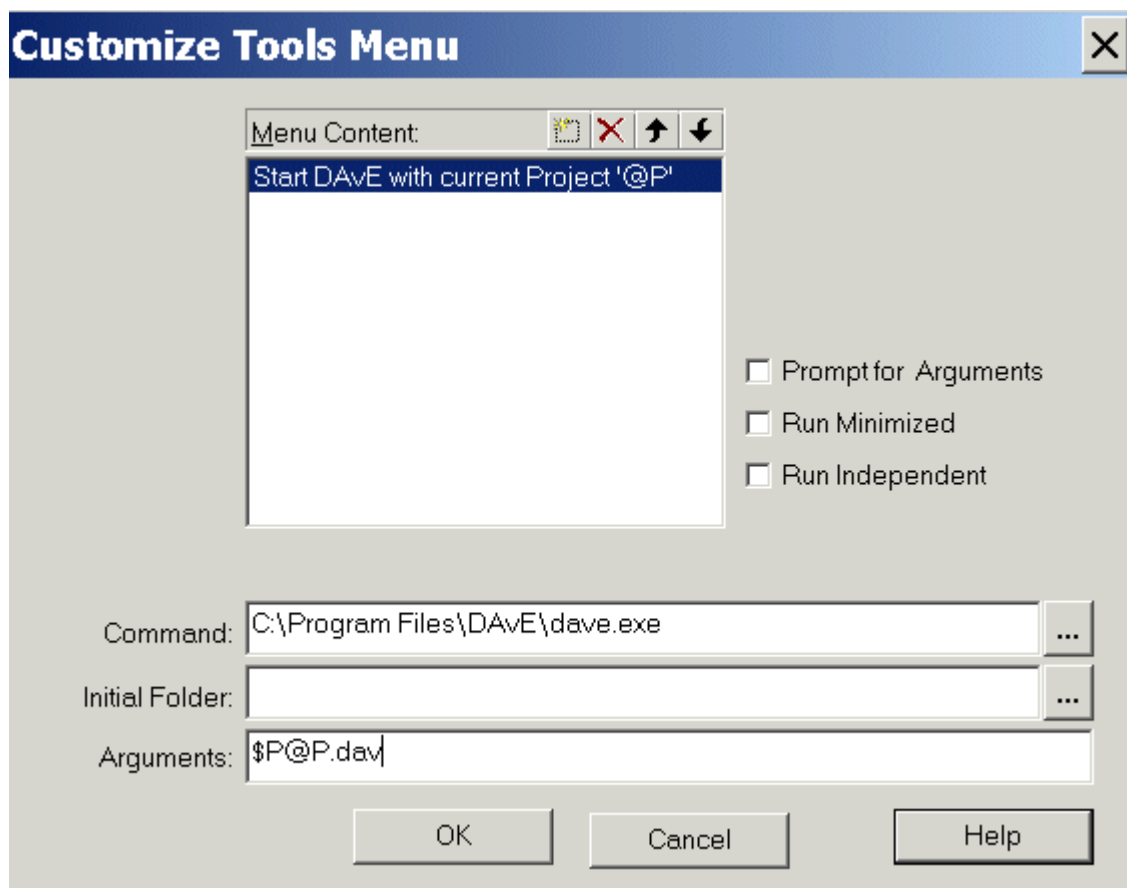 Customize Tools Menu
Menu Content:
Start DAvE with current Project '@P'
Prompt for Arguments
Run Minimized
Run Independent
Command: C:\Program Files\DAvE\dave.exe ...
Initial Folder: ...
Arguments: $P@P.dav
OK Cancel Help